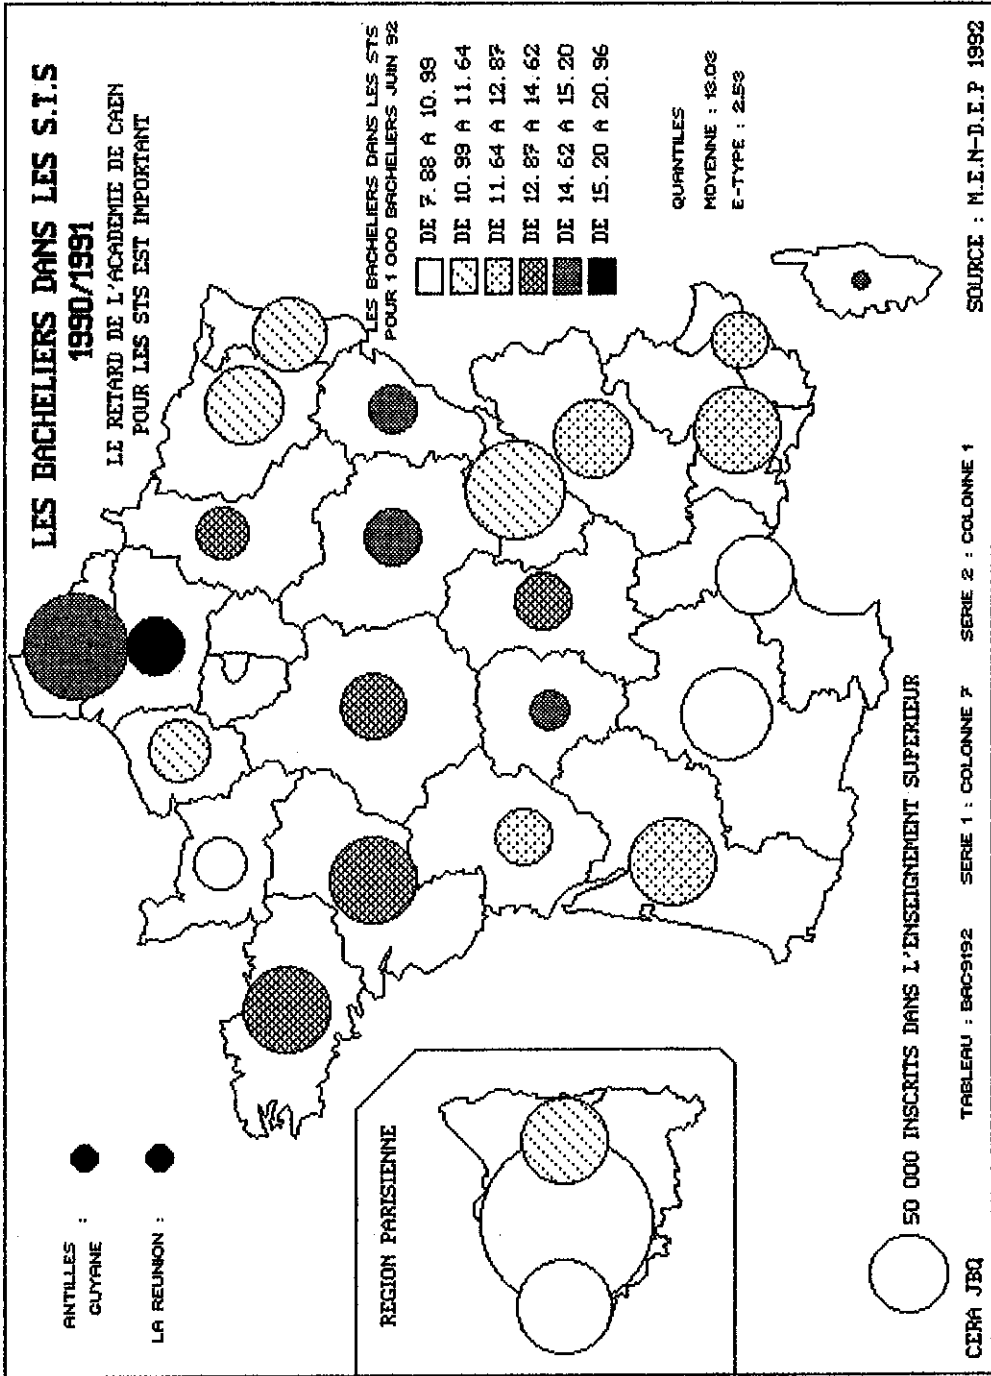 LES BACHELIERS DANS LES S.T.S
1990/1991
LE RETARD DE L'ACADEMIE DE CAEN
POUR LES STS EST IMPORTANT
LES BACHELIERS DANS LES STS
POUR 1 000 BACHELIERS JUIN 92
DE 7.88 A 10.99
DE 10.99 A 11.64
DE 11.64 A 12.87
DE 12.87 A 14.62
DE 14.62 A 15.20
DE 15.20 A 20.96
QUANTILES
MOYENNE : 13.03
E-TYPE : 2.53
ANTILLES :
GUYANE
LA REUNION :
REGION PARISIENNE
50 000 INSCRITS DANS L'ENSEIGNEMENT SUPERIEUR
CERA JBQ
TABLEAU : BAC9192
SERIE 1 : COLONNE 7
SERIE 2 : COLONNE 1
SOURCE : M.E.N-D.E.P 1992